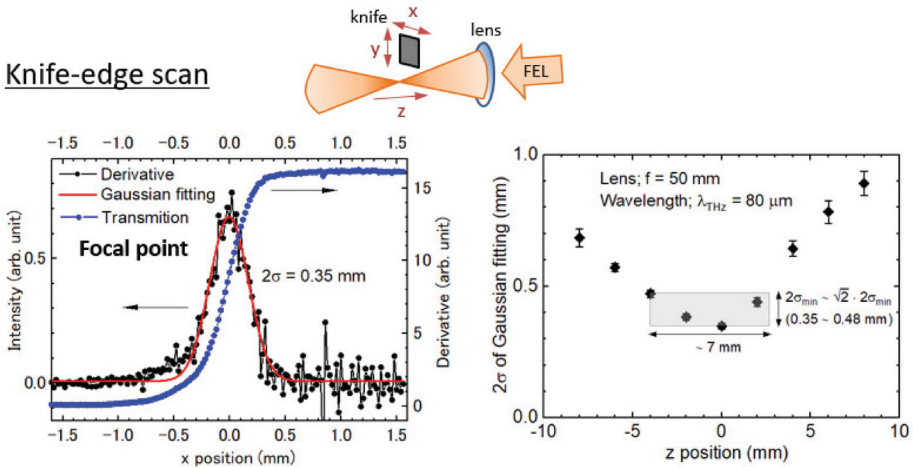 knife
x
y
lens
FEL
z
Knife-edge scan
−1.5 −1.0 −0.5 0.0 0.5 1.0 1.5
Derivative
Gaussian fitting
Transmition
Focal point
2σ = 0.35 mm
Intensity (arb. unit)
0.5
0.0
15
10
5
0
Derivative (arb. unit)
−1.5 −1.0 −0.5 0.0 0.5 1.0 1.5
x position (mm)
Lens; f = 50 mm
Wavelength; λTHz = 80 μm
2σmin ~ √2 · 2σmin
(0.35 ~ 0.48 mm)
~ 7 mm
2σ of Gaussian fitting (mm)
1.0
0.5
0.0
-10 -5 0 5 10
z position (mm)